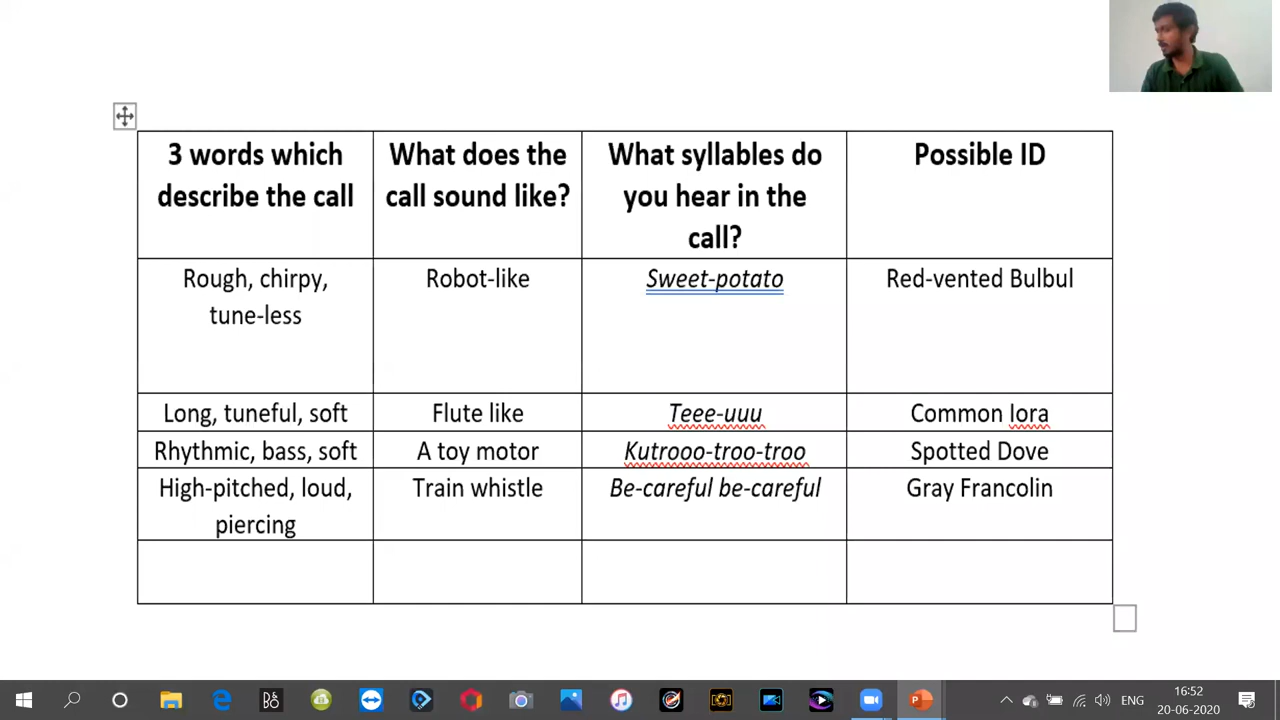 3 words which
describe the call
What does the
call sound like?
What syllables do
you hear in the
call?
Possible ID
Rough, chirpy,
tune-less
Robot-like
Sweet-potato
Red-vented Bulbul
Long, tuneful, soft
Flute like
Teee-uuu
Common Iora
Rhythmic, bass, soft
A toy motor
Kutrooo-troo-troo
Spotted Dove
High-pitched, loud,
piercing
Train whistle
Be-careful be-careful
Gray Francolin
ENG
16:52
20-06-2020